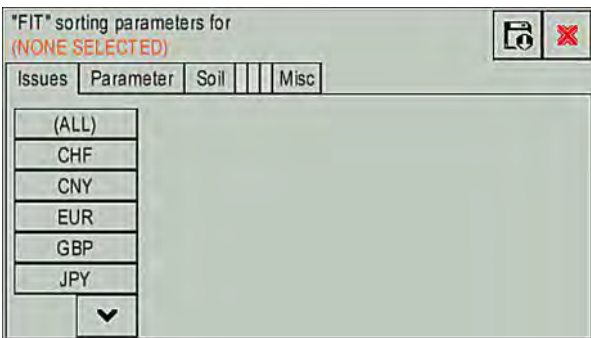 "FIT" sorting parameters for
(NONE SELECTED)
Issues Parameter Soil Misc
(ALL)
CHF
CNY
EUR
GBP
JPY